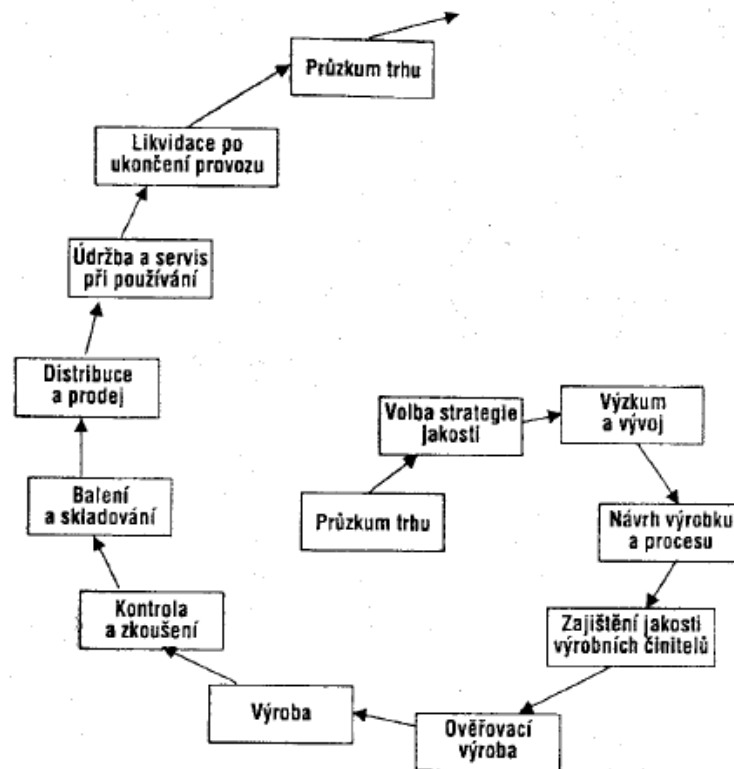 Průzkum trhu
Likvidace po
ukončení provozu
Údržba a servis
při používání
Distribuce
a prodej
Volba strategie
jakosti
Výzkum
a vývoj
Balení
a skladování
Průzkum trhu
Návrh výrobku
a procesu
Kontrola
a zkoušení
Zajištění jakosti
výrobních činitelů
Výroba
Ověřovací
výroba